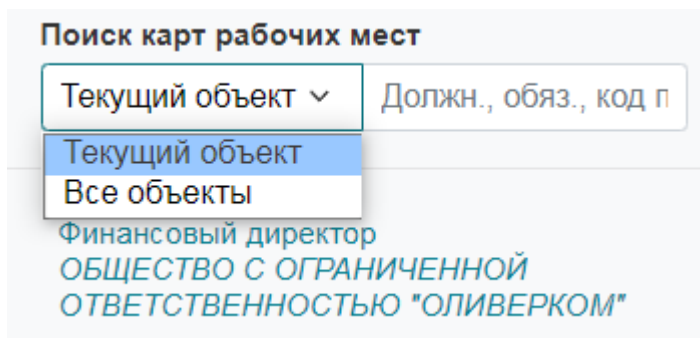 Поиск карт рабочих мест
Текущий объект Должн., обяз., код п
Текущий объект
Все объекты
Финансовый директор
ОБЩЕСТВО С ОГРАНИЧЕННОЙ
ОТВЕТСТВЕННОСТЬЮ "ОЛИВЕРКОМ"